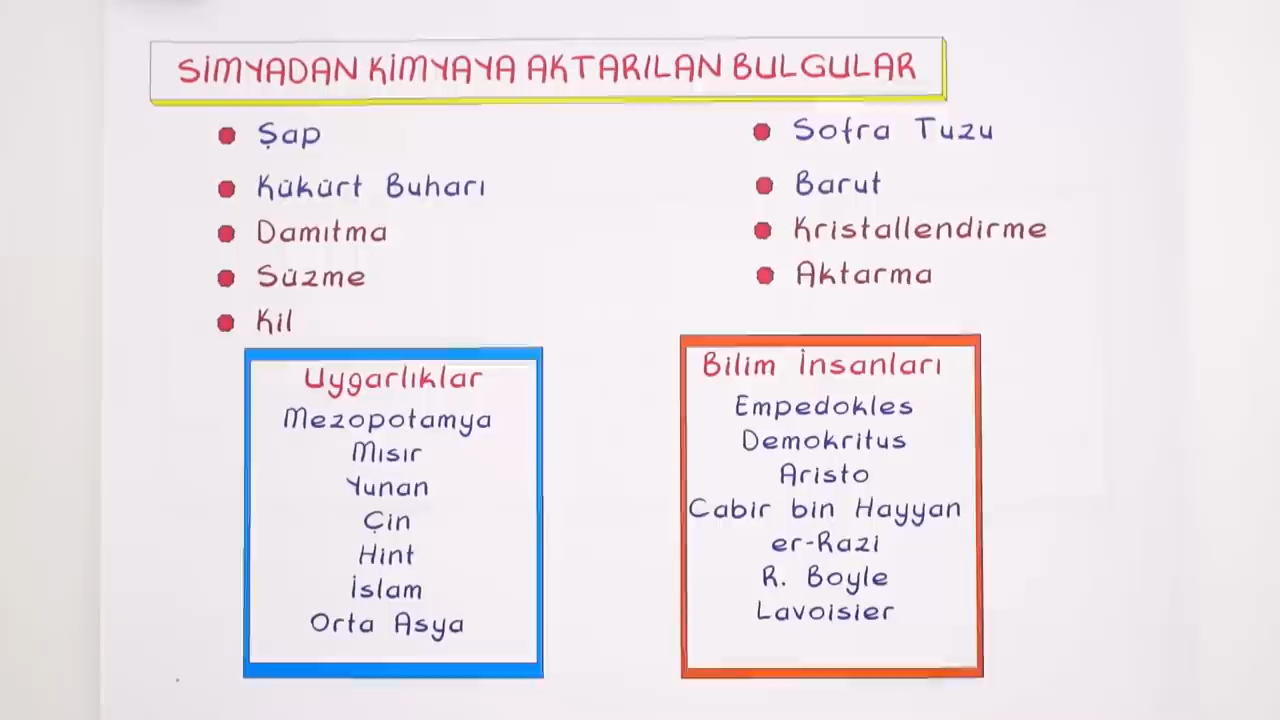 SİMYADAN KİMYAYA AKTARILAN BULGULAR
Şap
Kükürt Buharı
Damıtma
Süzme
Kil
Sofra Tuzu
Barut
Kristallendirme
Aktarma
Uygarlıklar
Mezopotamya
Mısır
Yunan
Çin
Hint
İslam
Orta Asya
Bilim İnsanları
Empedokles
Demokritus
Aristo
Cabir bin Hayyan
er-Razi
R. Boyle
Lavoisier